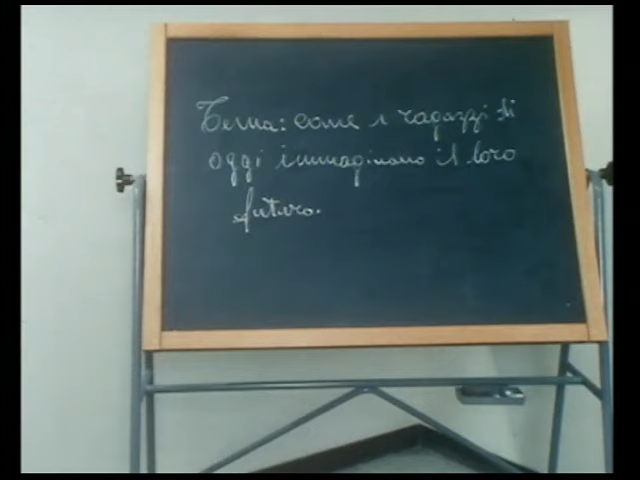 Tema: come i ragazzi di
oggi immaginano il loro
futuro.